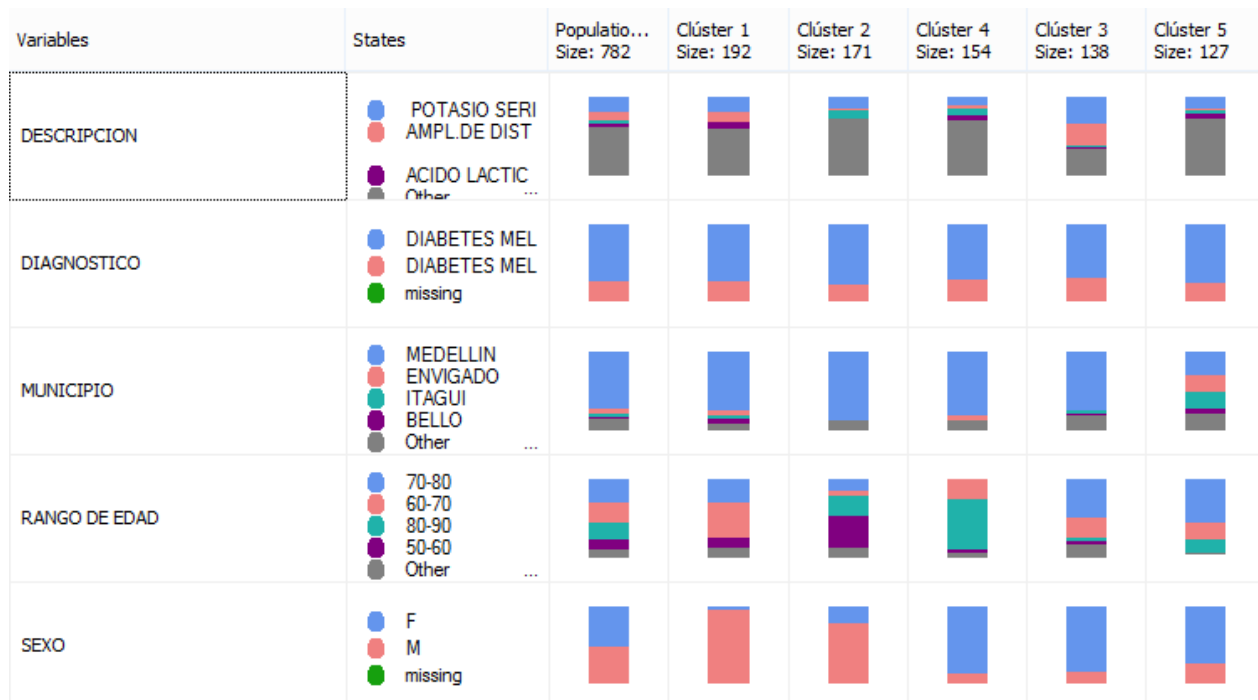 Variables
States
Populatio...
Size: 782
Clúster 1
Size: 192
Clúster 2
Size: 171
Clúster 4
Size: 154
Clúster 3
Size: 138
Clúster 5
Size: 127
DESCRIPCION
POTASIO SERI
AMPL.DE DIST
ACIDO LACTIC
Other ...
DIAGNOSTICO
DIABETES MEL
DIABETES MEL
missing
MUNICIPIO
MEDELLIN
ENVIGADO
ITAGUI
BELLO
Other ...
RANGO DE EDAD
70-80
60-70
80-90
50-60
Other ...
SEXO
F
M
missing